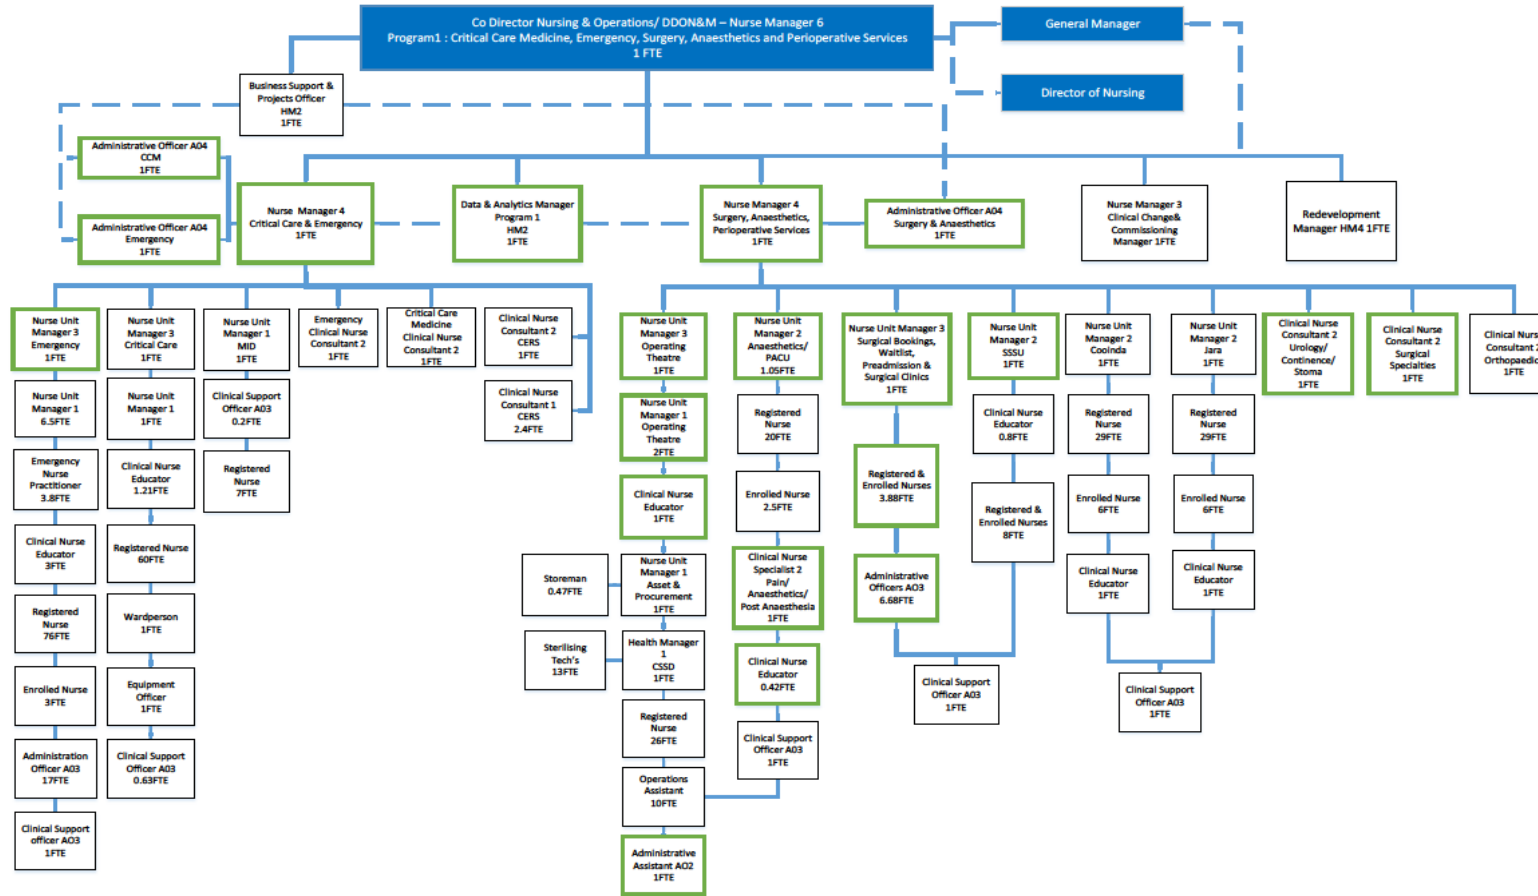 Co Director Nursing & Operations/ DDON&M – Nurse Manager 6
Program1 : Critical Care Medicine, Emergency, Surgery, Anaesthetics and Perioperative Services
1 FTE
General Manager
Director of Nursing
Business Support &
Projects Officer
HM2
1FTE
Administrative Officer A04
CCM
1FTE
Administrative Officer A04
Emergency
1FTE
Nurse Manager 4
Critical Care & Emergency
1FTE
Data & Analytics Manager
Program 1
HM2
1FTE
Nurse Manager 4
Surgery, Anaesthetics,
Perioperative Services
1FTE
Administrative Officer A04
Surgery & Anaesthetics
1FTE
Nurse Manager 3
Clinical Change&
Commissioning
Manager 1FTE
Redevelopment
Manager HM4 1FTE
Nurse Unit
Manager 3
Emergency
1FTE
Nurse Unit
Manager 1
6.5FTE
Emergency
Nurse
Practitioner
3.8FTE
Clinical Nurse
Educator
3FTE
Registered
Nurse
76FTE
Enrolled Nurse
3FTE
Administration
Officer A03
17FTE
Clinical Support
officer AO3
1FTE
Nurse Unit
Manager 3
Critical Care
1FTE
Nurse Unit
Manager 1
1FTE
Clinical Nurse
Educator
1.21FTE
Registered Nurse
60FTE
Wardperson
1FTE
Equipment
Officer
1FTE
Clinical Support
Officer A03
0.63FTE
Nurse Unit
Manager 1
MID
1FTE
Clinical Support
Officer A03
0.2FTE
Registered
Nurse
7FTE
Emergency
Clinical Nurse
Consultant 2
1FTE
Critical Care
Medicine
Clinical Nurse
Consultant 2
1FTE
Clinical Nurse
Consultant 2
CERS
1FTE
Clinical Nurse
Consultant 1
CERS
2.4FTE
Nurse Unit
Manager 3
Operating
Theatre
1FTE
Nurse Unit
Manager 1
Operating
Theatre
2FTE
Clinical Nurse
Educator
1FTE
Storeman
0.47FTE
Nurse Unit
Manager 1
Asset &
Procurement
1FTE
Sterilising
Tech's
13FTE
Health Manager
1
CSSD
1FTE
Registered
Nurse
26FTE
Operations
Assistant
10FTE
Administrative
Assistant AO2
1FTE
Nurse Unit
Manager 2
Anaesthetics/
PACU
1.05FTE
Registered
Nurse
20FTE
Enrolled Nurse
2.5FTE
Clinical Nurse
Specialist 2
Pain/
Anaesthetics/
Post Anaesthesia
1FTE
Clinical Nurse
Educator
0.42FTE
Clinical Support
Officer A03
1FTE
Nurse Unit Manager 3
Surgical Bookings,
Waitlist,
Preadmission &
Surgical Clinics
1FTE
Registered &
Enrolled Nurses
3.88FTE
Administrative
Officers AO3
6.68FTE
Nurse Unit
Manager 2
SSSU
1FTE
Clinical Nurse
Educator
0.8FTE
Registered &
Enrolled Nurses
8FTE
Clinical Support
Officer A03
1FTE
Nurse Unit
Manager 2
Cooinda
1FTE
Registered
Nurse
29FTE
Enrolled Nurse
6FTE
Clinical Nurse
Educator
1FTE
Nurse Unit
Manager 2
Jara
1FTE
Registered
Nurse
29FTE
Enrolled Nurse
6FTE
Clinical Nurse
Educator
1FTE
Clinical Support
Officer A03
1FTE
Clinical Nurse
Consultant 2
Urology/
Continence/
Stoma
1FTE
Clinical Nurse
Consultant 2
Surgical
Specialties
1FTE
Clinical Nurs
Consultant 2
Orthopaedic
1FTE